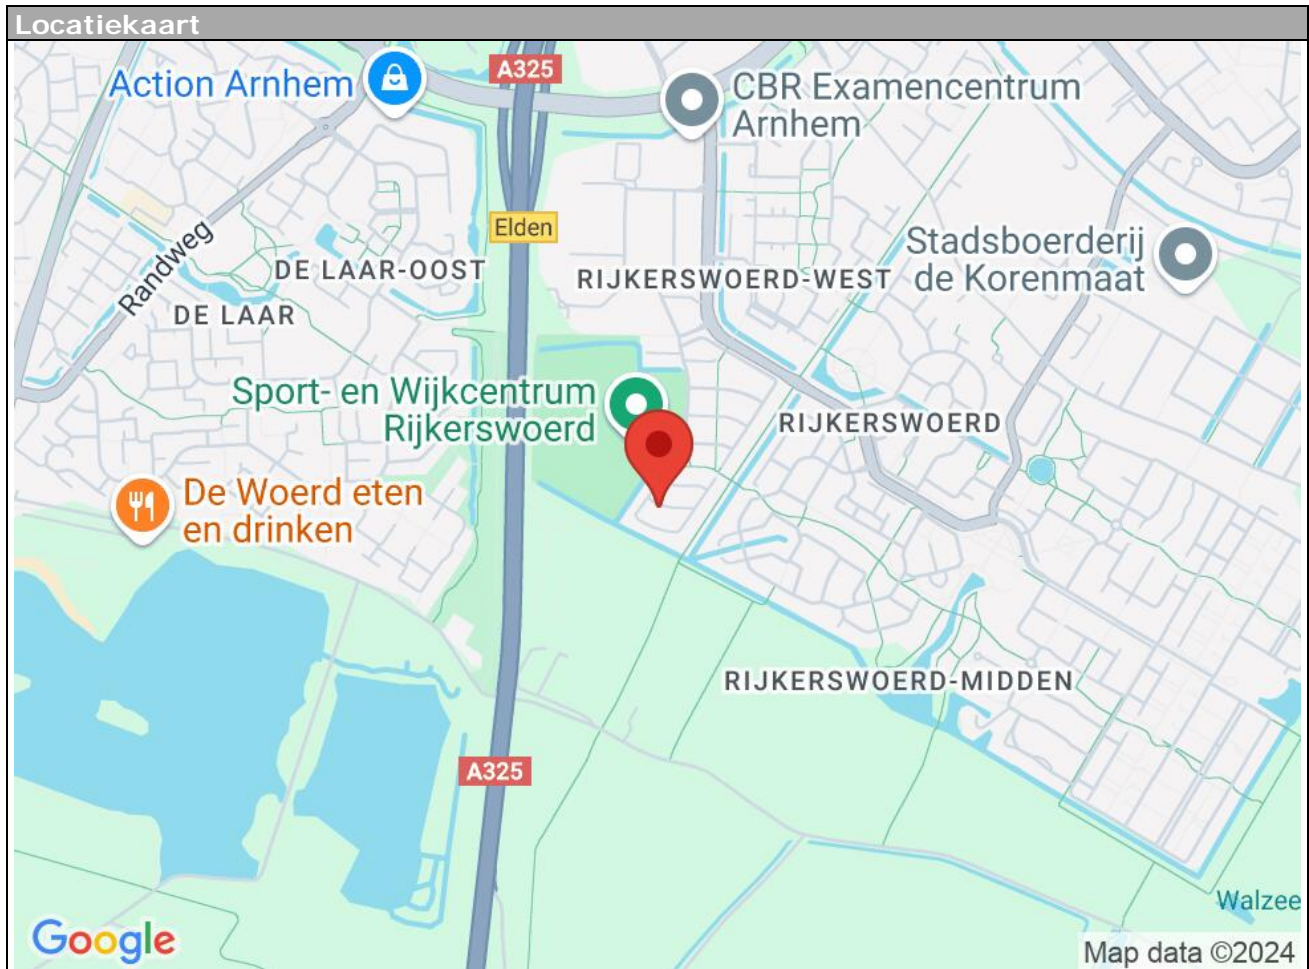 Locatiekaart
Action Arnhem
A325
CBR Examencentrum
Arnhem
Elden
Randweg
DE LAAR-OOST
RIJKERSWOERD-WEST
Stadsboerderij
de Korenmaat
DE LAAR
Sport- en Wijkcentrum
Rijkerswoerd
RIJKERSWOERD
De Woerd eten
en drinken
RIJKERSWOERD-MIDDEN
A325
Walzee
Google
Map data ©2024